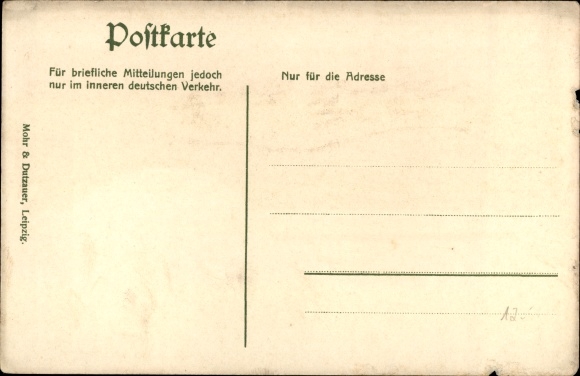 Poſtkarte
Für briefliche Mitteilungen jedoch
nur im inneren deutschen Verkehr.
Nur für die Adresse
Mohr & Dutzauer, Leipzig.